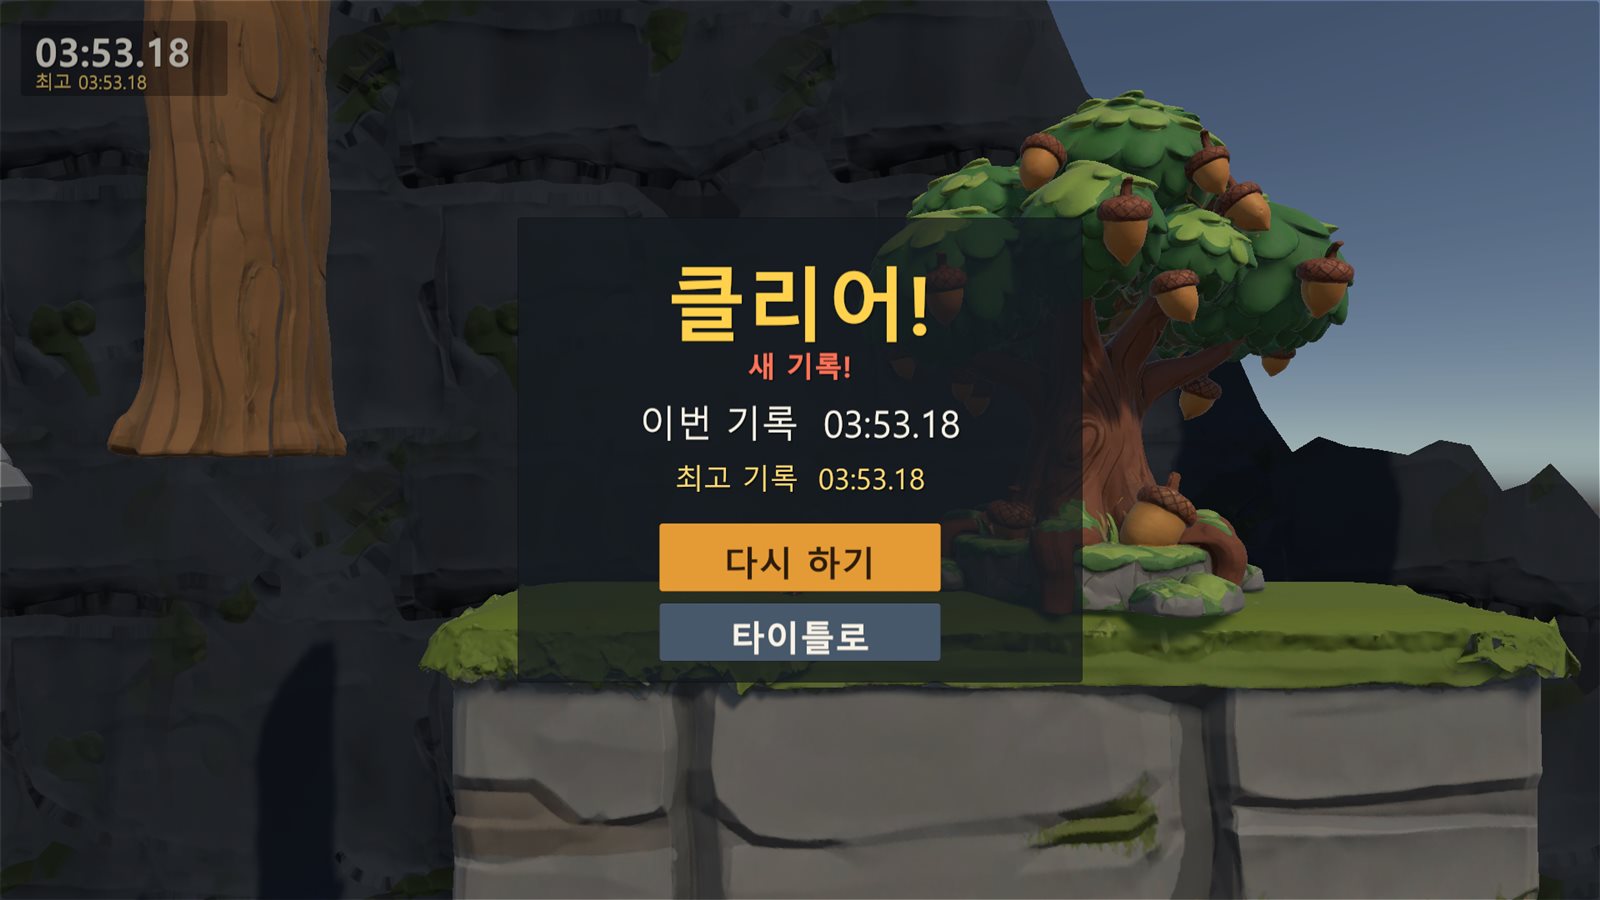 03:53.18
최고 03:53.18
클리어!
새 기록!
이번 기록 03:53.18
최고 기록 03:53.18
다시 하기
타이틀로